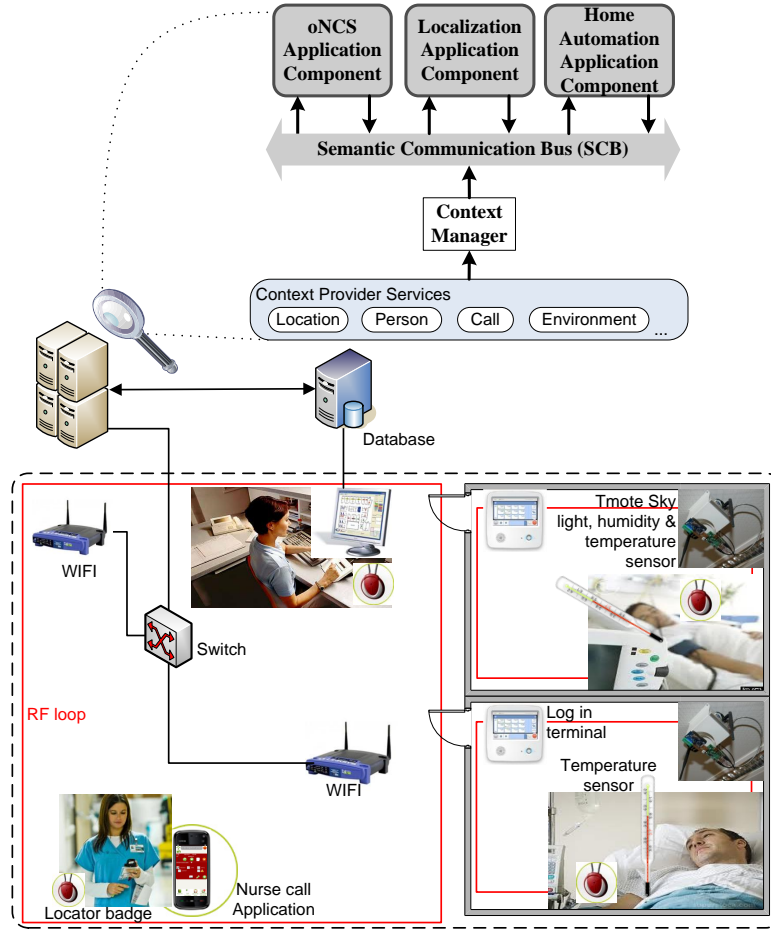 oNCS
Application
Component
Localization
Application
Component
Home
Automation
Application
Component
Semantic Communication Bus (SCB)
Context
Manager
Context Provider Services
Location
Person
Call
Environment
...
Database
WIFI
Switch
RF loop
WIFI
Locator badge
Nurse call
Application
Tmote Sky
light, humidity &
temperature
sensor
Log in
terminal
Temperature
sensor